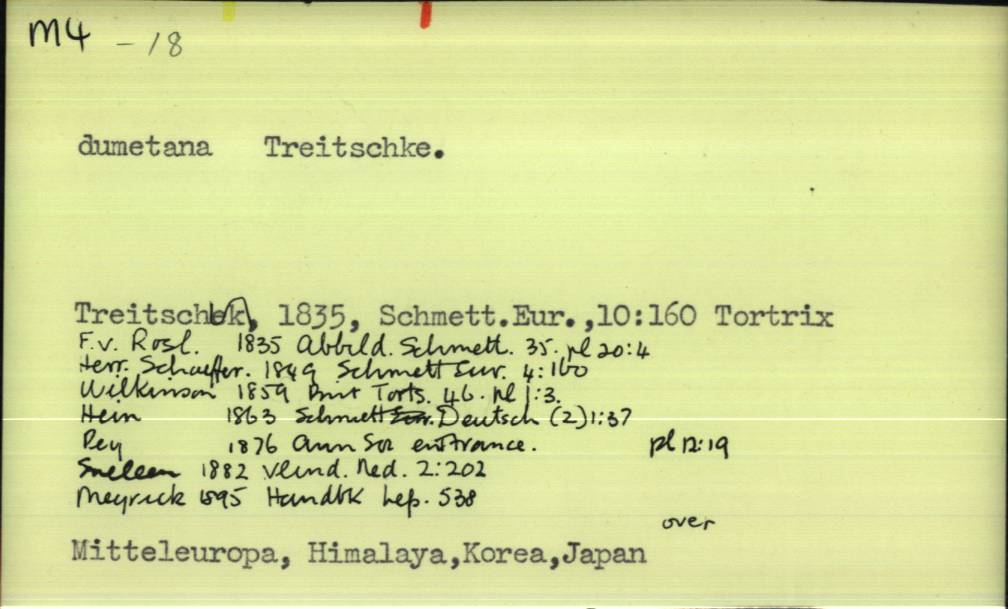 M4 - 18
dumetana Treitschke.
Treitschke, 1835, Schmett.Eur.,10:160 Tortrix
F.v. Rosl. 1835 Abbild. Schmett. 35. pl 20:4
Herr. Schaeffer. 1849 Schmett Eur. 4:160
Wilkinson 1859 Brit Torts. 46. pl 1:3.
Hein 1863 Schmett Eur. Deutsch (2)1:37
1876 Ann Soc ent France. pl 12:19
Snellen 1882 Vlind. Ned. 2:202
Meyrick 1895 Handbk Lep. 538
over
Mitteleuropa, Himalaya,Korea,Japan